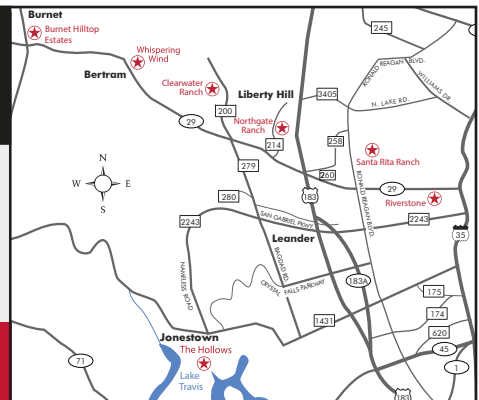 Burnet
Burnet Hilltop
Estates
245
Whispering
Wind
Bertram
RONALD REAGAN BLVD.
WILLIAMS DR.
Clearwater
Ranch
Liberty Hill
3405
N. LAKE RD.
200
29
Northgate
Ranch
214
258
Santa Rita Ranch
279
260
N
W
E
S
280
183
29
Riverstone
RONALD REAGAN BLVD.
2243
SAN GABRIEL PKWY
2243
35
Leander
BAGDAD RD.
NAMELESS ROAD
CRYSTAL FALLS PARKWAY
183A
175
174
1431
620
Jonestown
The Hollows
45
71
Lake
Travis
1
183